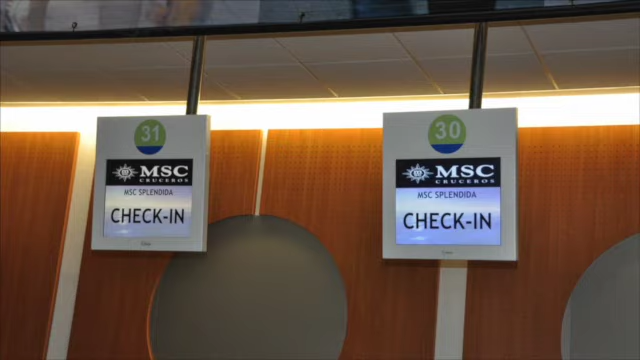 31
MSC
CRUCEROS
MSC SPLENDIDA
CHECK-IN
30
MSC
CRUCEROS
MSC SPLENDIDA
CHECK-IN